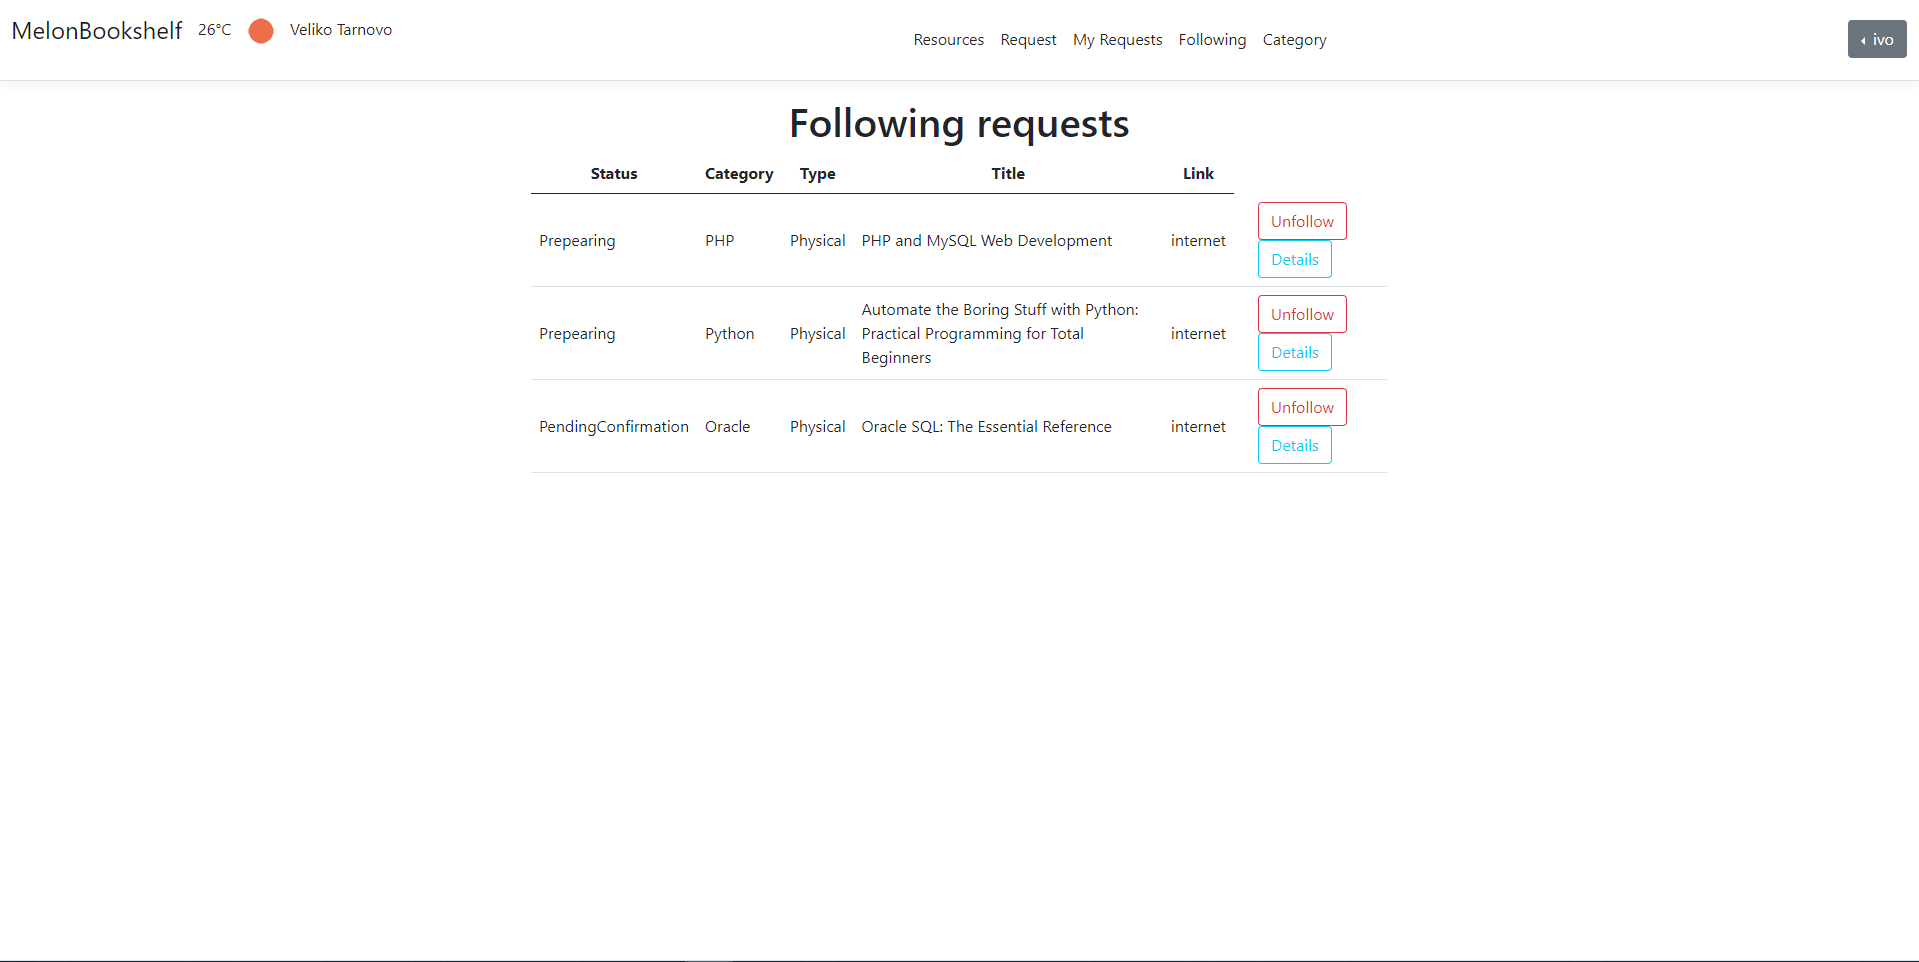 MelonBookshelf 26°C Veliko Tarnovo Resources Request My Requests Following Category ivo
Following requests
Status Category Type Title Link
Prepearing PHP Physical PHP and MySQL Web Development internet Unfollow
Details
Prepearing Python Physical Automate the Boring Stuff with Python:
Practical Programming for Total
Beginners internet Unfollow
Details
PendingConfirmation Oracle Physical Oracle SQL: The Essential Reference internet Unfollow
Details